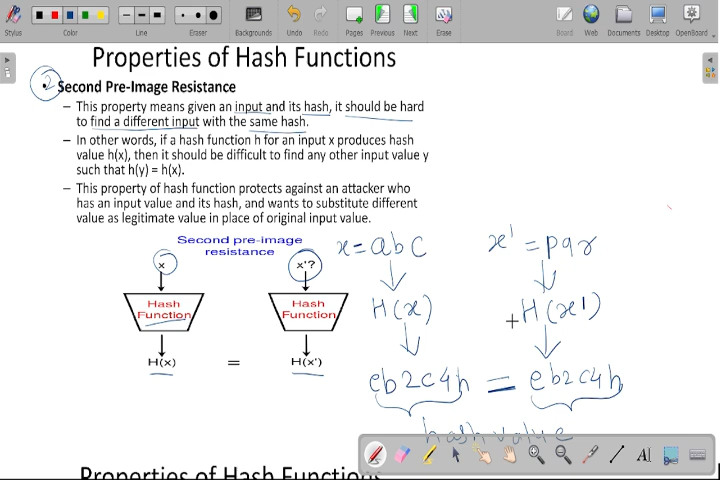 Stylus
Color
Line
Eraser
Backgrounds
Undo
Redo
Pages
Previous
Next
Erase
Board
Web
Documents
Desktop
OpenBoard
Properties of Hash Functions
2
Second Pre-Image Resistance
– This property means given an input and its hash, it should be hard
to find a different input with the same hash.
– In other words, if a hash function h for an input x produces hash
value h(x), then it should be difficult to find any other input value y
such that h(y) = h(x).
– This property of hash function protects against an attacker who
has an input value and its hash, and wants to substitute different
value as legitimate value in place of original input value.
Second pre-image
resistance
x
x'?
Hash
Function
Hash
Function
H(x)
=
H(x')
x = abc
x' = pqr
H(x)
H(x')
eb2c4h = eb2c4h
hash value
Properties of Hash Functions